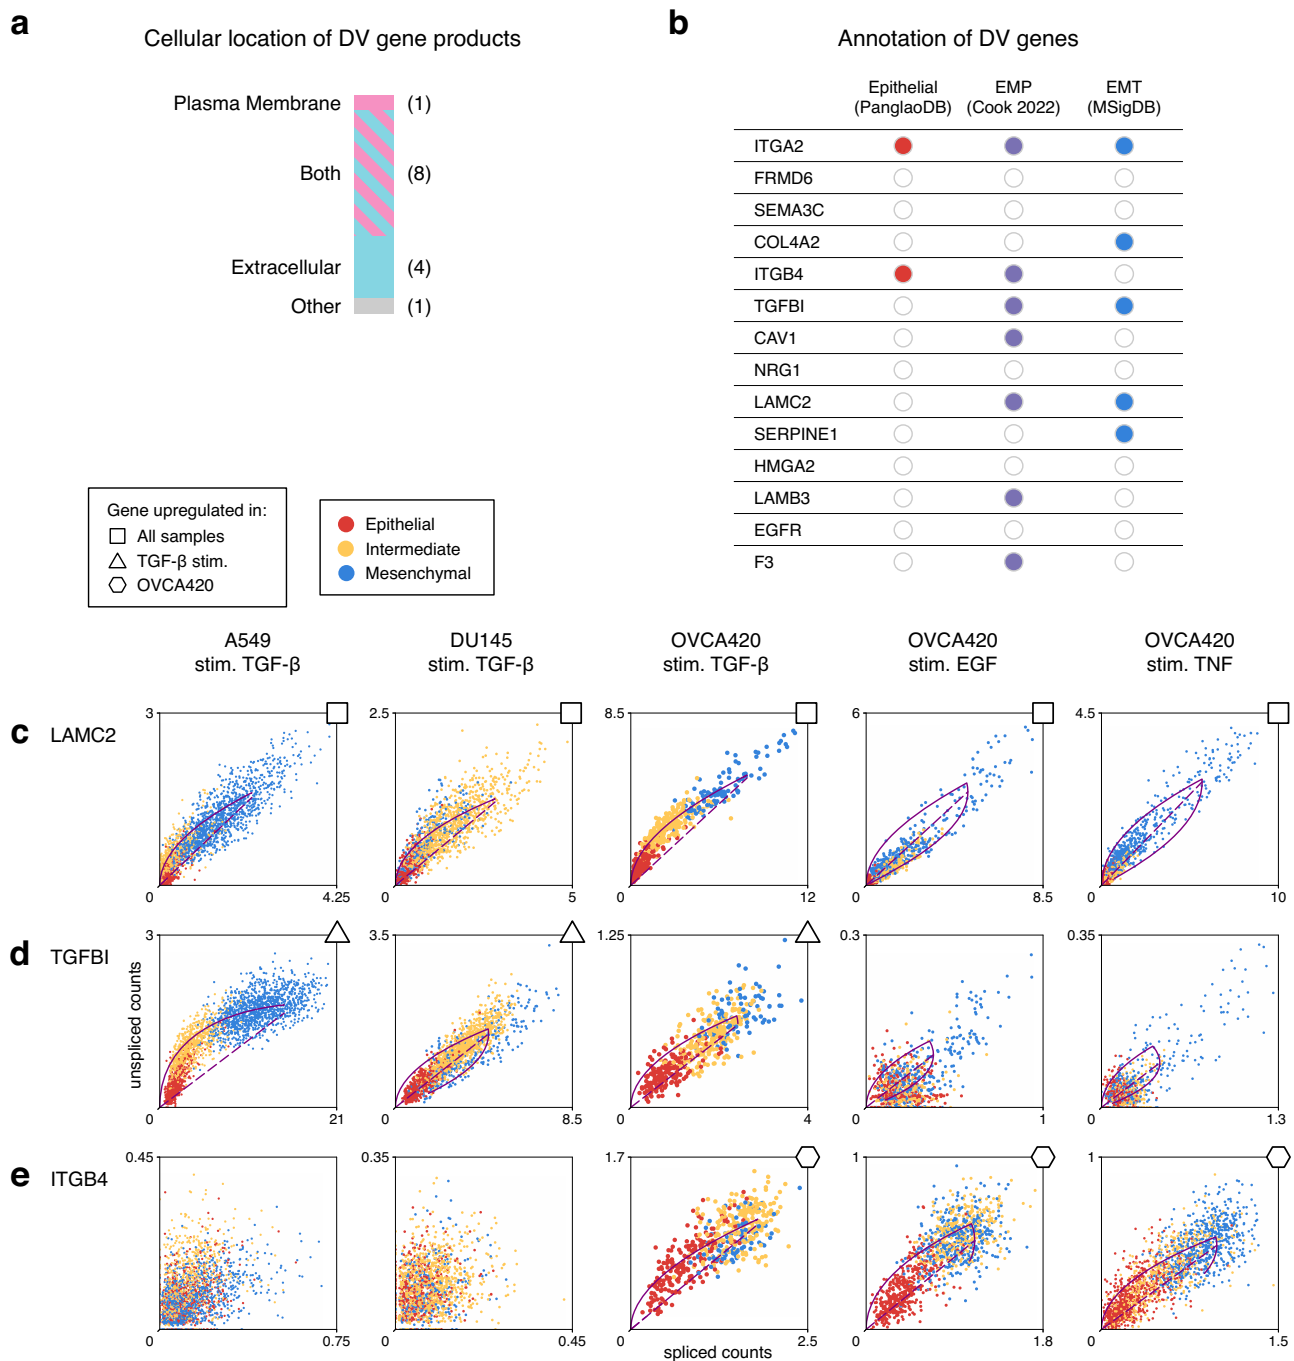 a
Cellular location of DV gene products
Plasma Membrane (1)
Both (8)
Extracellular (4)
Other (1)
b
Annotation of DV genes
Epithelial (PanglaoDB)
EMP (Cook 2022)
EMT (MSigDB)
ITGA2
FRMD6
SEMA3C
COL4A2
ITGB4
TGFBI
CAV1
NRG1
LAMC2
SERPINE1
HMGA2
LAMB3
EGFR
F3
Gene upregulated in:
All samples
TGF-β stim.
OVCA420
Epithelial
Intermediate
Mesenchymal
A549 stim. TGF-β
DU145 stim. TGF-β
OVCA420 stim. TGF-β
OVCA420 stim. EGF
OVCA420 stim. TNF
c LAMC2
3 2.5 8.5 6 4.5
0 4.25 0 5 0 12 0 8.5 0 10
d TGFBI
3 3.5 1.25 0.3 0.35
unspliced counts
0 21 0 8.5 0 4 0 1 0 1.3
e ITGB4
0.45 0.35 1.7 1 1
0 0.75 0 0.45 0 2.5 0 1.8 0 1.5
spliced counts